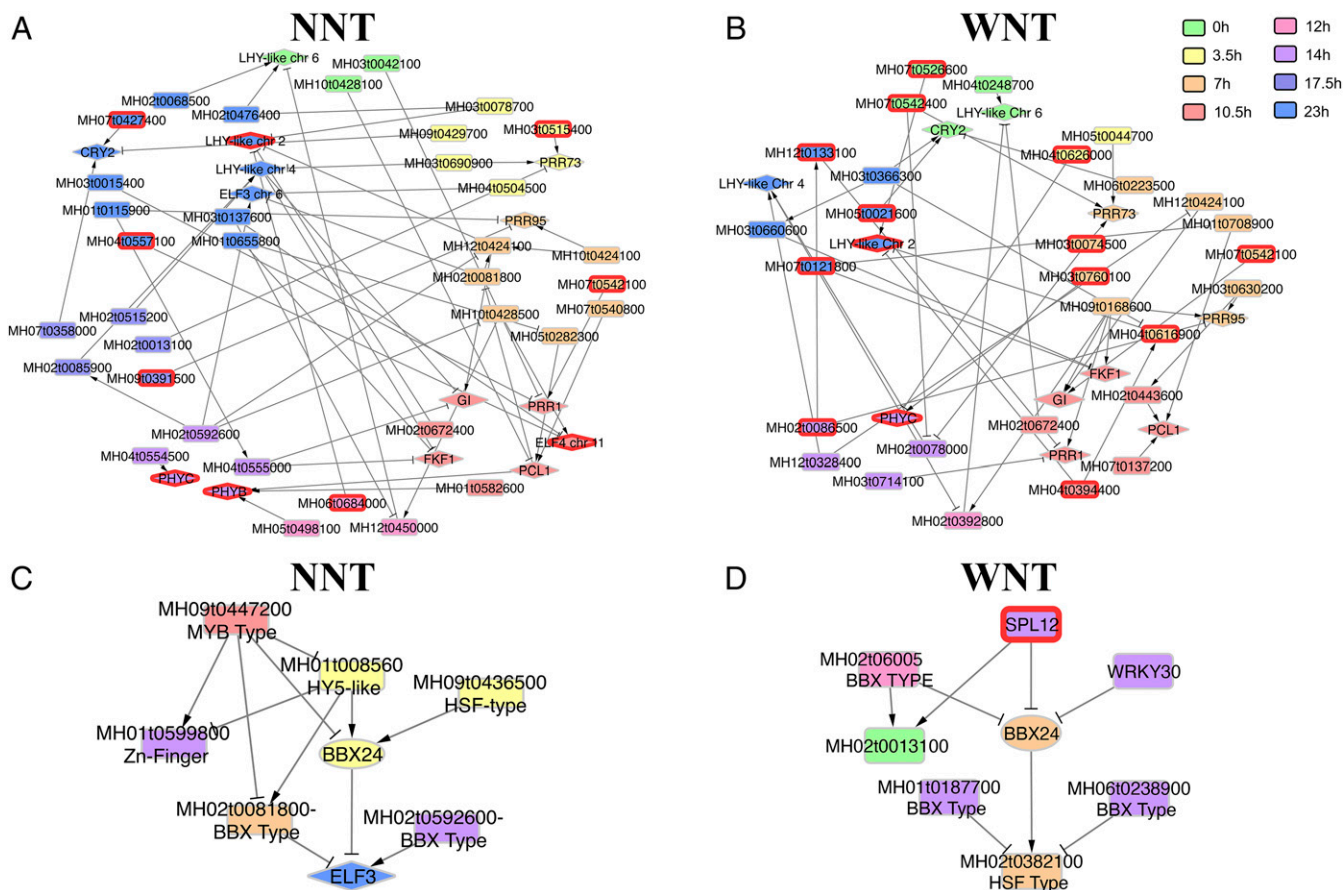 A
NNT
LHY-like chr 6
MH03t0042100
MH10t0428100
MH02t0068500
MH02t0476400
MH03t0078700
MH07t0427400
LHY-like chr 2
MH09t0429700
MH03t0515400
CRY2
LHY-like chr 4
MH03t0690900
PRR73
MH03t0015400
ELF3 chr 6
MH04t0504500
MH01t0115900
MH03t0137600
PRR95
MH04t0557100
MH01t0655800
MH12t0424100
MH10t0424100
MH02t0081800
MH07t0542100
MH02t0515200
MH10t0428500
MH07t0540800
MH07t0358000
MH02t0013100
MH05t0282300
MH02t0085900
MH09t0391500
GI
PRR1
MH02t0592600
MH02t0672400
ELF4 chr 11
MH04t0554500
MH04t0555000
FKF1
PCL1
PHYC
PHYB
MH01t0582600
MH06t0684000
MH05t0498100
MH12t0450000
B
WNT
0h
3.5h
7h
10.5h
12h
14h
17.5h
23h
MH07t0526600
MH04t0248700
MH07t0542400
LHY-like Chr 6
CRY2
MH05t0044700
MH12t0133100
MH04t0626000
LHY-like Chr 4
MH03t0366300
MH06t0223500
MH12t0424100
MH05t0021600
PRR73
MH01t0708900
MH03t0660600
LHY-like Chr 2
MH03t0074500
MH07t0542100
MH07t0121800
MH03t0760100
MH03t0630200
MH09t0168600
PRR95
MH04t0616900
FKF1
GI
MH02t0443600
MH02t0086500
PHYC
MH02t0672400
PCL1
MH12t0328400
MH02t0078000
PRR1
MH07t0137200
MH03t0714100
MH04t0394400
MH02t0392800
C
NNT
MH09t0447200
MYB Type
MH01t008560
HY5-like
MH09t0436500
HSF-type
MH01t0599800
Zn-Finger
BBX24
MH02t0081800-
BBX Type
MH02t0592600-
BBX Type
ELF3
D
WNT
SPL12
MH02t06005
BBX TYPE
WRKY30
MH02t0013100
BBX24
MH01t0187700
BBX Type
MH06t0238900
BBX Type
MH02t0382100
HSF Type